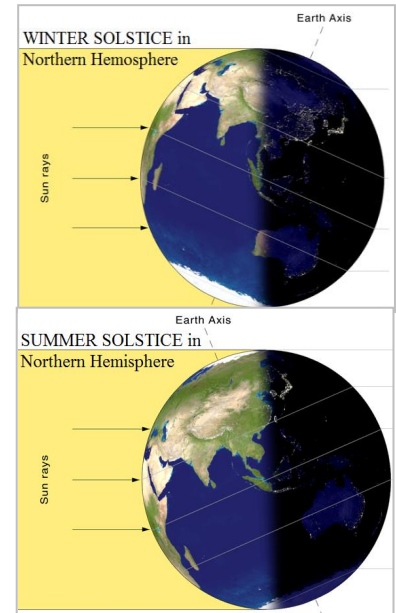 Earth Axis
WINTER SOLSTICE in
Northern Hemosphere
Sun rays
Earth Axis
SUMMER SOLSTICE in
Northern Hemisphere
Sun rays